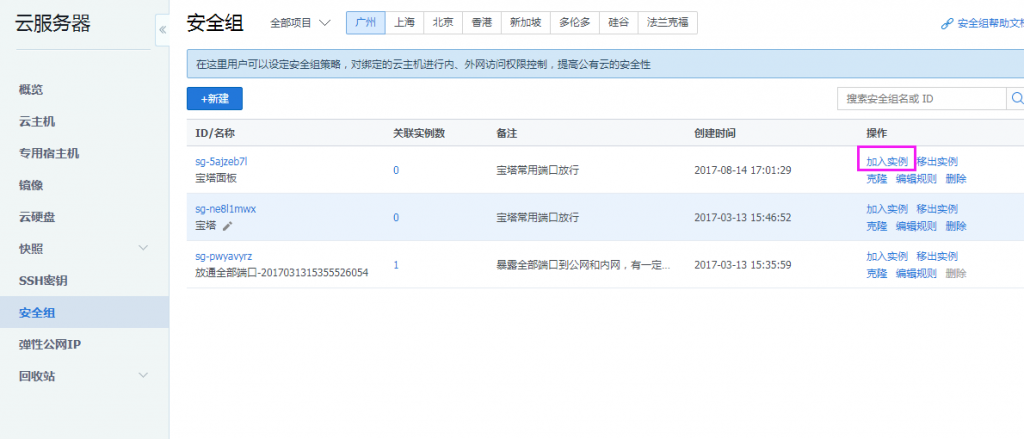 云服务器
概览
云主机
专用宿主机
镜像
云硬盘
快照
SSH密钥
安全组
弹性公网IP
回收站
安全组 全部项目 广州 上海 北京 香港 新加坡 多伦多 硅谷 法兰克福 安全组帮助文档
在这里用户可以设定安全组策略,对绑定的云主机进行内、外网访问权限控制,提高公有云的安全性
+新建 搜索安全组名或 ID
ID/名称 关联实例数 备注 创建时间 操作
sg-5ajzeb7l
宝塔面板 0 宝塔常用端口放行 2017-08-14 17:01:29 加入实例 移出实例
克隆 编辑规则 删除
sg-ne8l1mwx
宝塔 0 宝塔常用端口放行 2017-03-13 15:46:52 加入实例 移出实例
克隆 编辑规则 删除
sg-pwyavyrz
放通全部端口-2017031315355526054 1 暴露全部端口到公网和内网,有一定... 2017-03-13 15:35:59 加入实例 移出实例
克隆 编辑规则 删除